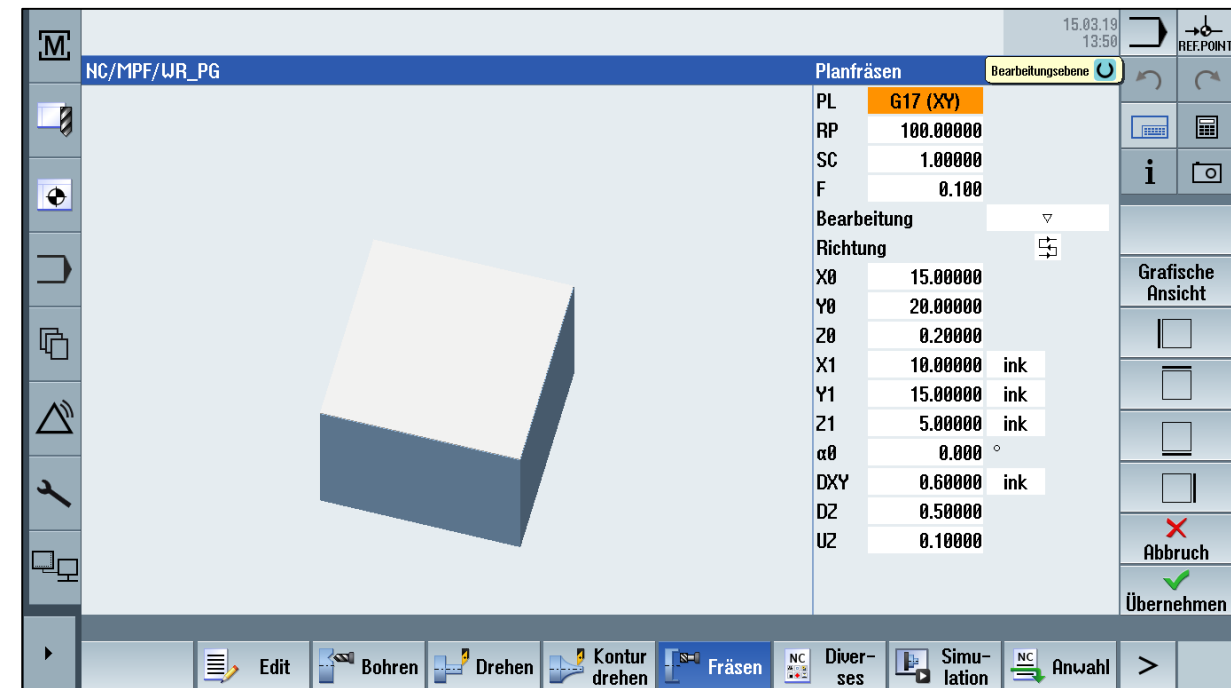 M
15.03.19
13:50
REF.POINT
NC/MPF/WR_PG
Planfräsen
Bearbeitungsebene
PL G17 (XY)
RP 100.00000
SC 1.00000
F 0.100
Bearbeitung ▽
Richtung
X0 15.00000
Y0 20.00000
Z0 0.20000
X1 10.00000 ink
Y1 15.00000 ink
Z1 5.00000 ink
α0 0.000 °
DXY 0.60000 ink
DZ 0.50000
UZ 0.10000
i
Grafische
Ansicht
Abbruch
Übernehmen
Edit
Bohren
Drehen
Kontur
drehen
Fräsen
NC
Diver-
ses
Simu-
lation
NC
Anwahl
>